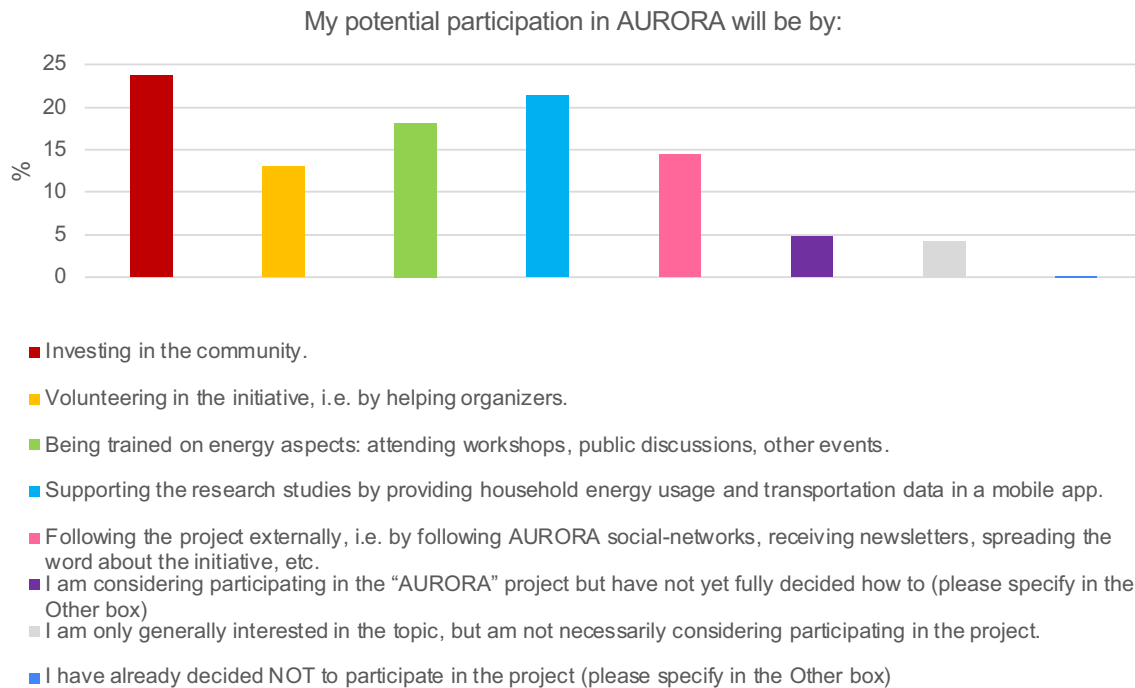 My potential participation in AURORA will be by:
25
20
15
10
5
0
%
Investing in the community.
Volunteering in the initiative, i.e. by helping organizers.
Being trained on energy aspects: attending workshops, public discussions, other events.
Supporting the research studies by providing household energy usage and transportation data in a mobile app.
Following the project externally, i.e. by following AURORA social-networks, receiving newsletters, spreading the
word about the initiative, etc.
I am considering participating in the “AURORA” project but have not yet fully decided how to (please specify in the
Other box)
I am only generally interested in the topic, but am not necessarily considering participating in the project.
I have already decided NOT to participate in the project (please specify in the Other box)